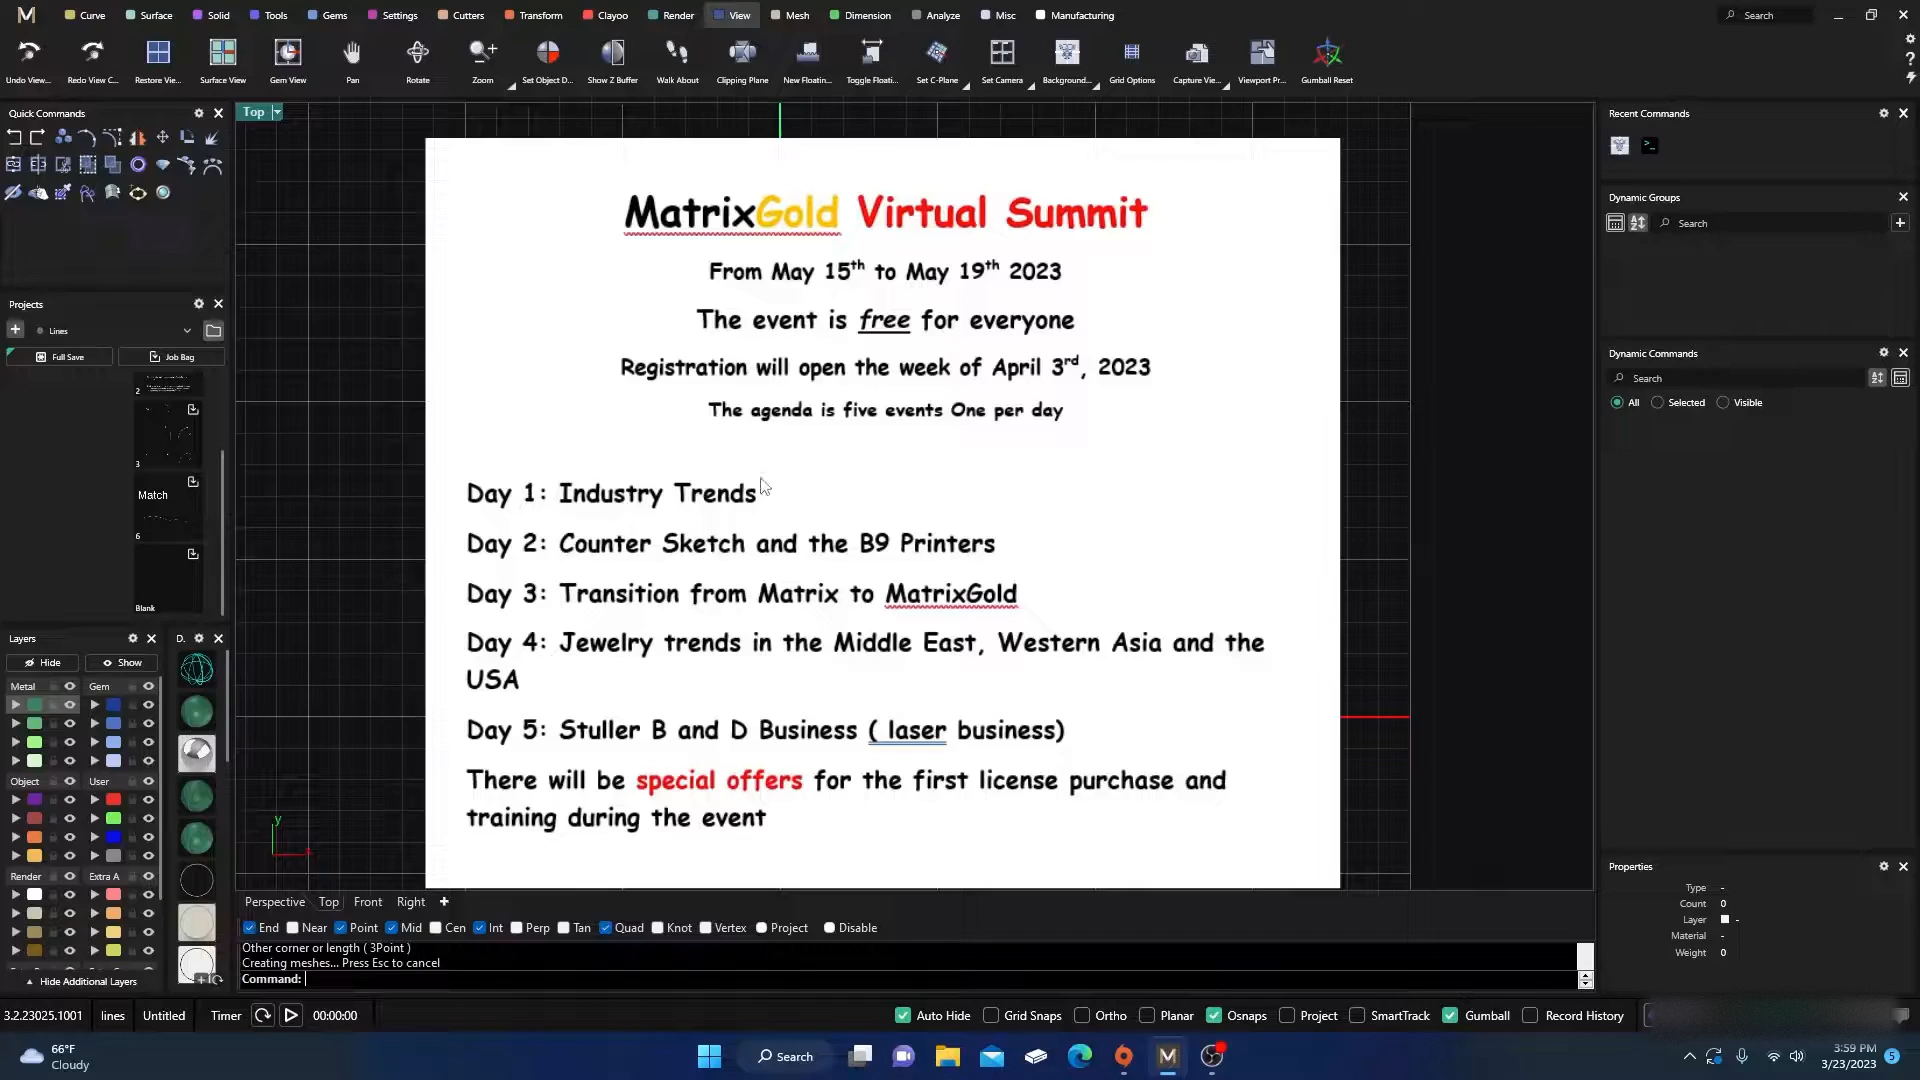 Curve Surface Solid Tools Gems Settings Cutters Transform Clayoo Render View Mesh Dimension Analyze Misc Manufacturing Search
Undo View... Redo View C... Restore Vie... Surface View Gem View Pan Rotate Zoom Set Object D... Show Z Buffer Walk About Clipping Plane New Floatin... Toggle Floati... Set C-Plane Set Camera Background... Grid Options Capture Vie... Viewport Pr... Gumball Reset
Quick Commands
Top
Recent Commands
MatrixGold Virtual Summit
From May 15th to May 19th 2023
The event is free for everyone
Registration will open the week of April 3rd, 2023
The agenda is five events One per day
Day 1: Industry Trends
Day 2: Counter Sketch and the B9 Printers
Day 3: Transition from Matrix to MatrixGold
Day 4: Jewelry trends in the Middle East, Western Asia and the
USA
Day 5: Stuller B and D Business ( laser business)
There will be special offers for the first license purchase and
training during the event
Projects
Lines
Full Save Job Bag
2
3
Match
6
Blank
Layers D.
Hide Show
Metal Gem
Object User
Render Extra A
Hide Additional Layers
Dynamic Groups
Search
Dynamic Commands
Search
All Selected Visible
Properties
Type -
Count 0
Layer -
Material -
Weight 0
y
Perspective Top Front Right
End Near Point Mid Cen Int Perp Tan Quad Knot Vertex Project Disable
Other corner or length ( 3Point )
Creating meshes... Press Esc to cancel
Command:
3.2.23025.1001 lines Untitled Timer 00:00:00 Auto Hide Grid Snaps Ortho Planar Osnaps Project SmartTrack Gumball Record History
66°F
Cloudy
Search
3:59 PM
3/23/2023
5